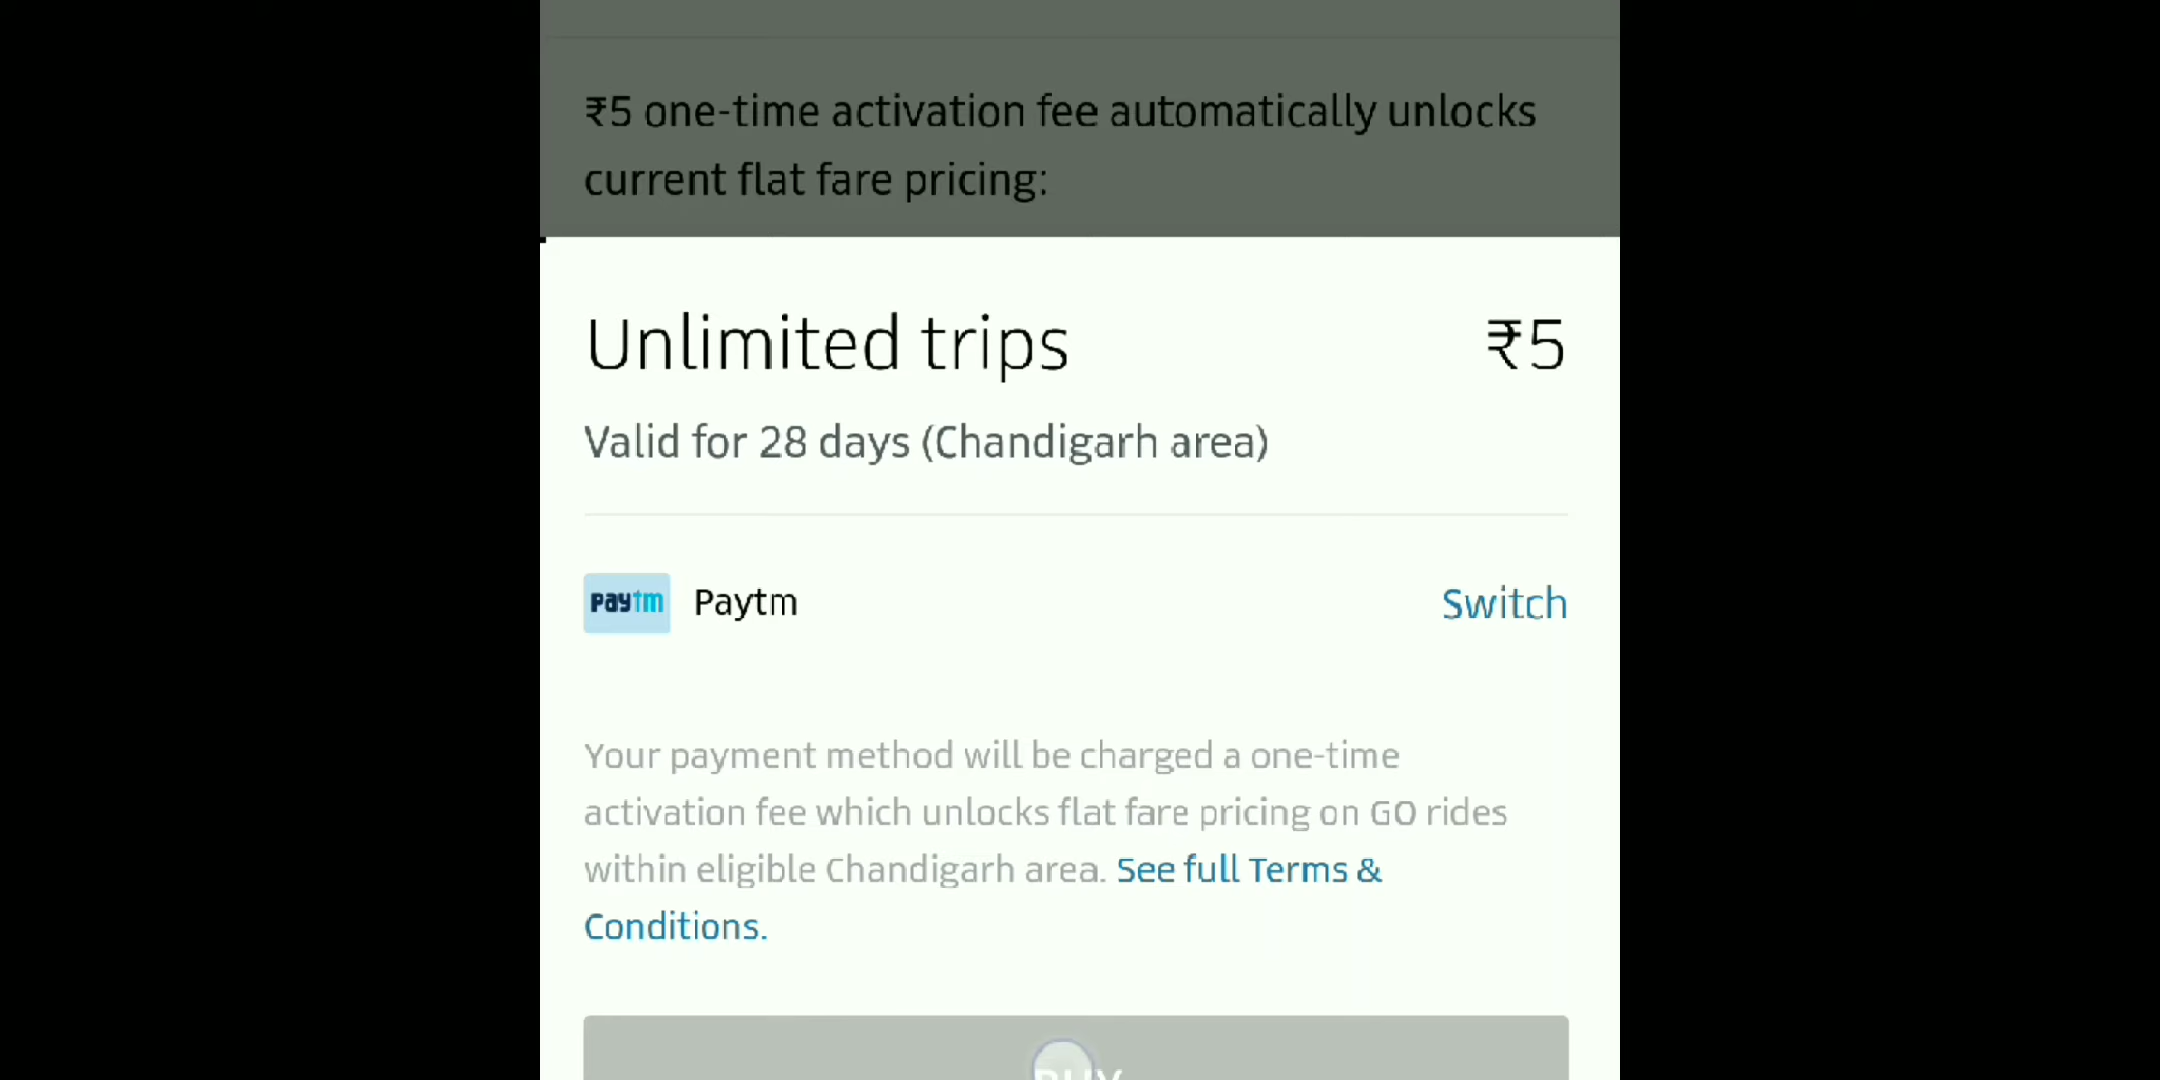 ₹5 one-time activation fee automatically unlocks
current flat fare pricing:
Unlimited trips ₹5
Valid for 28 days (Chandigarh area)
paytm Paytm Switch
Your payment method will be charged a one-time
activation fee which unlocks flat fare pricing on GO rides
within eligible Chandigarh area. See full Terms &
Conditions.
BUY